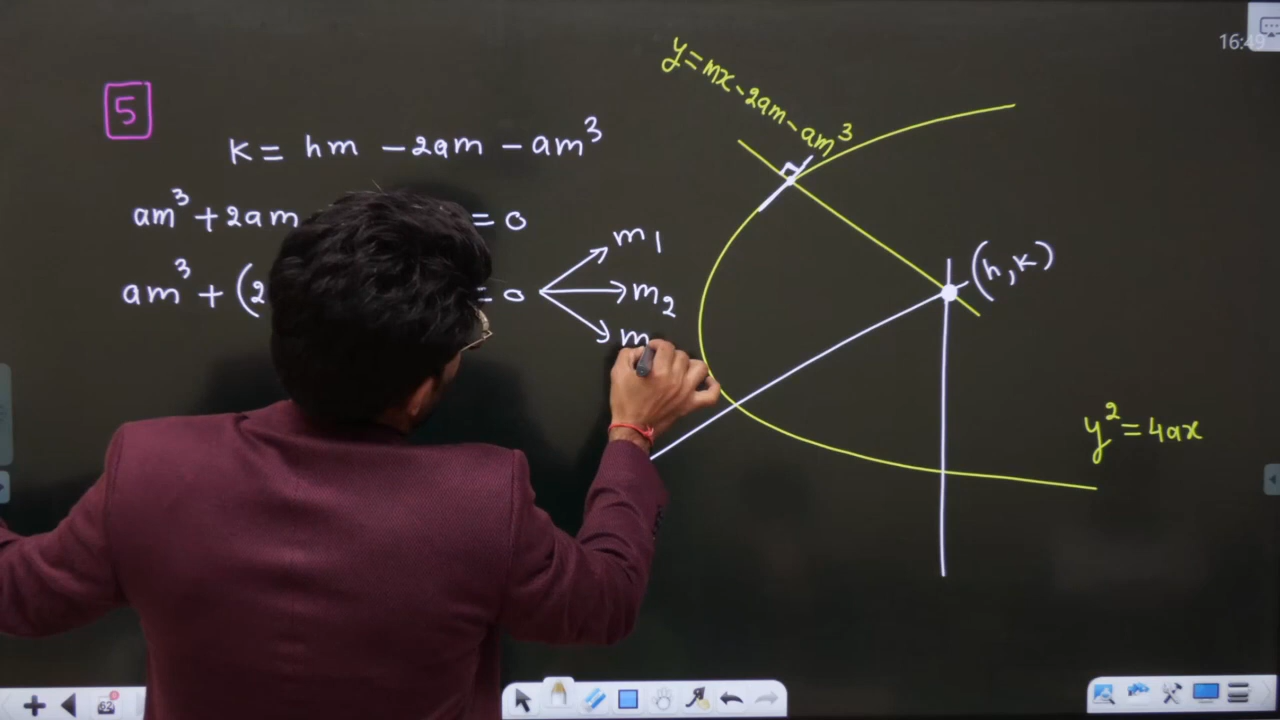 5
K = hm - 2am - am³
am³ + 2am = 0
am³ + (2 = 0
m₁
m₂
m
y = mx - 2am - am³
(h, K)
y² = 4ax
16:49
62